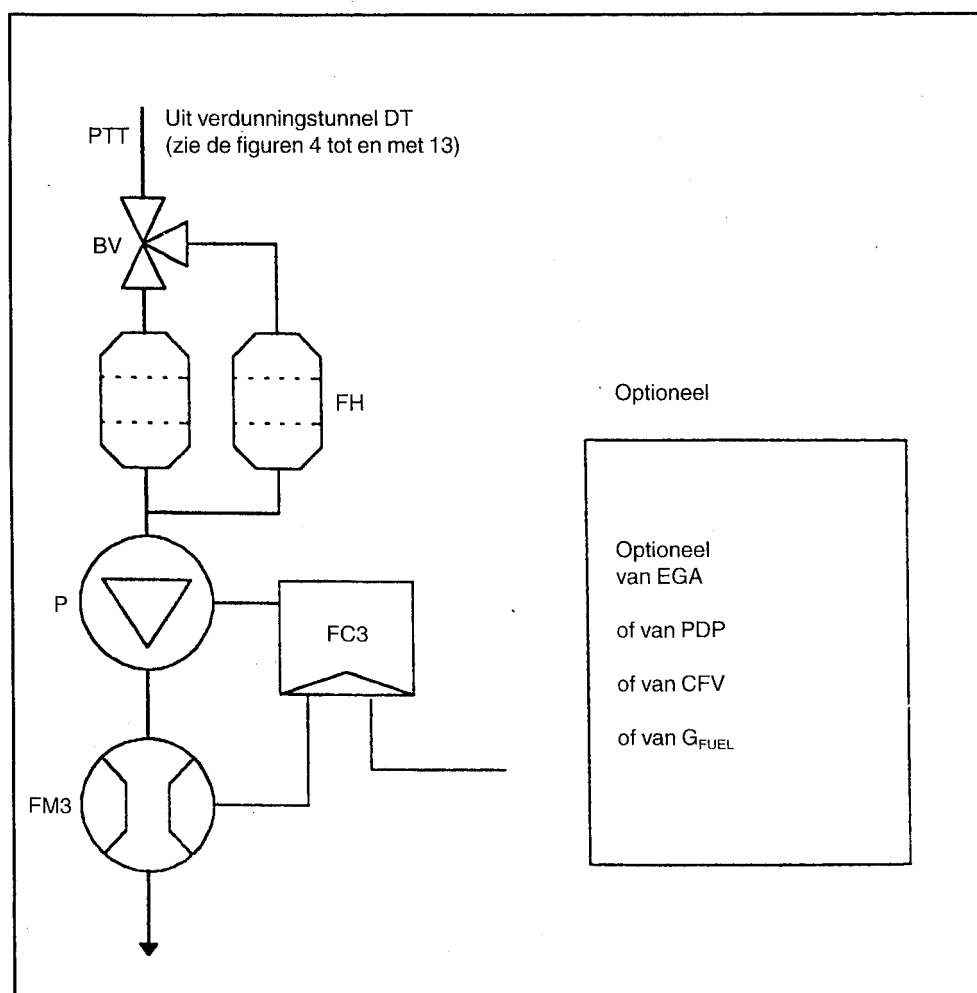 Uit verdunningstunnel DT
PTT
(zie de figuren 4 tot en met 13)
BV
FH
Optioneel
Optioneel
van EGA
P
FC3
of van PDP
of van CFV
of van G_FUEL
FM3